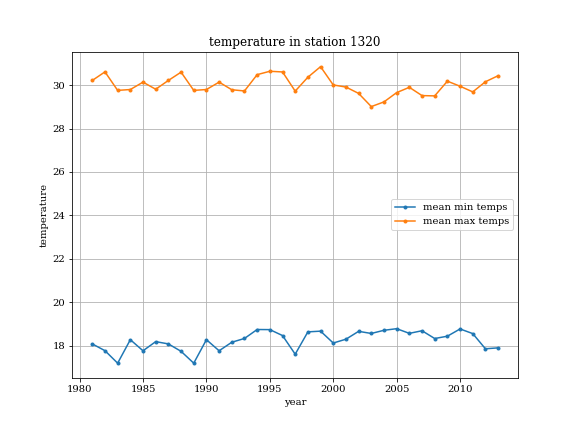 temperature in station 1320
temperature
30
28
26
24
22
20
18
mean min temps
mean max temps
1980 1985 1990 1995 2000 2005 2010
year